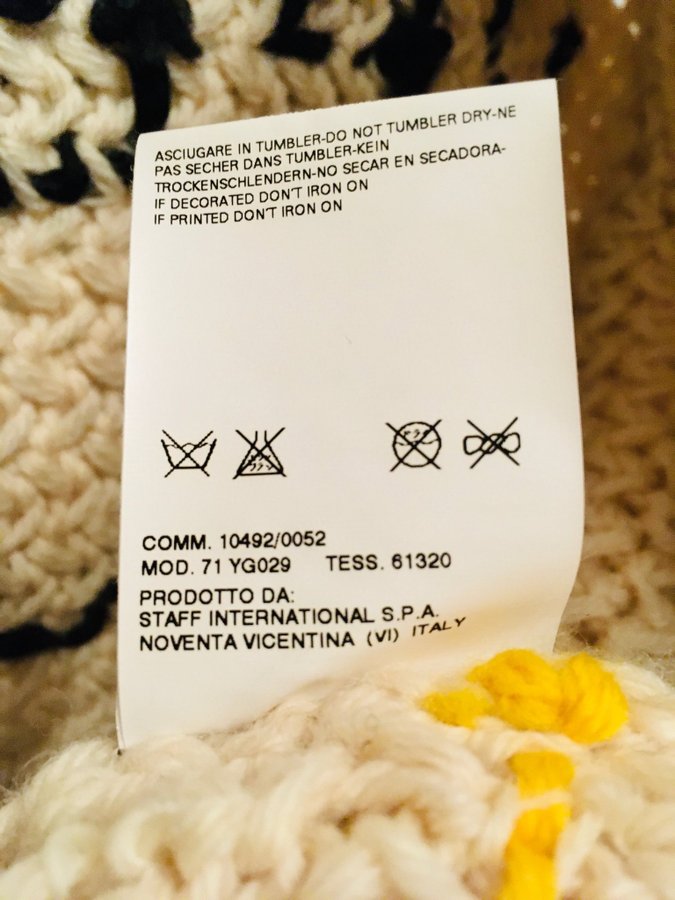 ASCIUGARE IN TUMBLER-DO NOT TUMBLER DRY-NE
PAS SECHER DANS TUMBLER-KEIN
TROCKENSCHLENDERN-NO SECAR EN SECADORA-
IF DECORATED DON'T IRON ON
IF PRINTED DON'T IRON ON
COMM. 10492/0052
MOD. 71 YG029 TESS. 61320
PRODOTTO DA:
STAFF INTERNATIONAL S.P.A.
NOVENTA VICENTINA (VI) ITALY